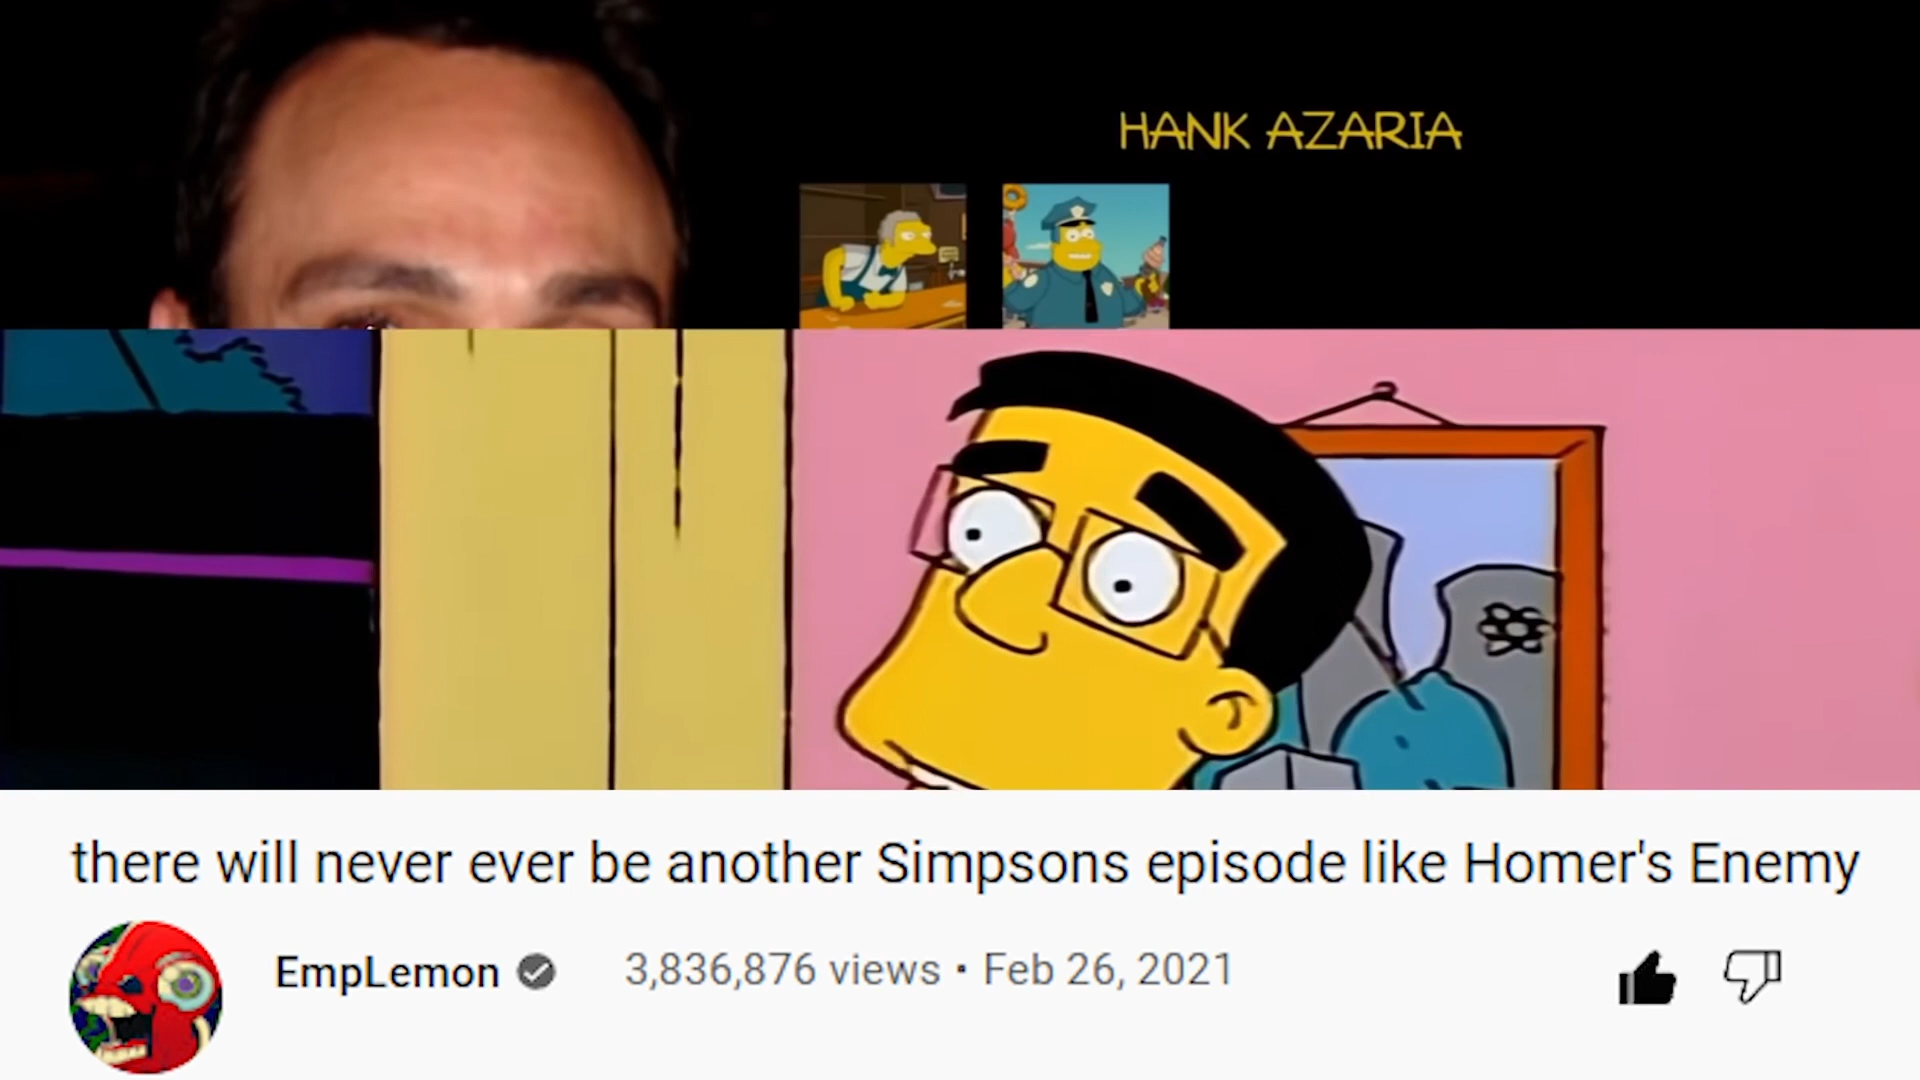 HANK AZARIA
there will never ever be another Simpsons episode like Homer's Enemy
EmpLemon 3,836,876 views • Feb 26, 2021